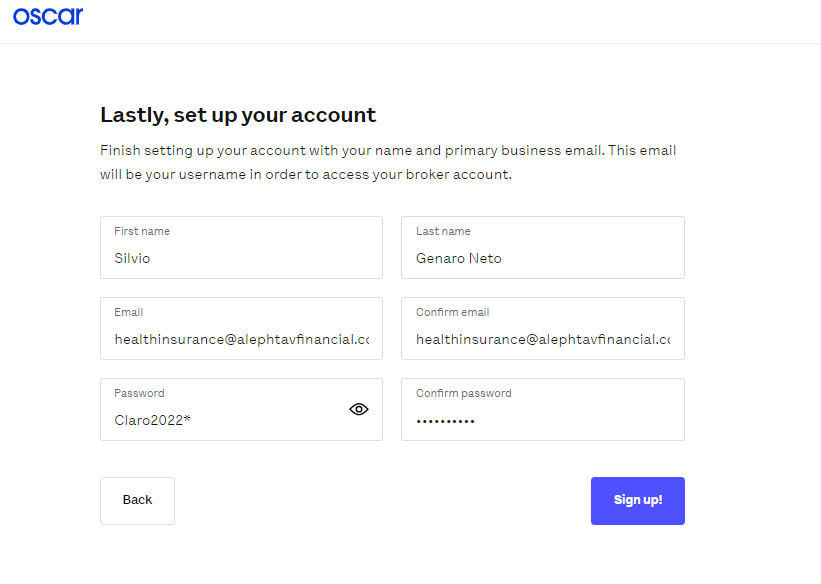 oscar
Lastly, set up your account
Finish setting up your account with your name and primary business email. This email
will be your username in order to access your broker account.
First name
Last name
Silvio
Genaro Neto
Email
Confirm email
healthinsurance@alephtavfinancial.cc
healthinsurance@alephtavfinancial.cc
Password
Confirm password
Claro2022*
••••••••••
Back
Sign up!